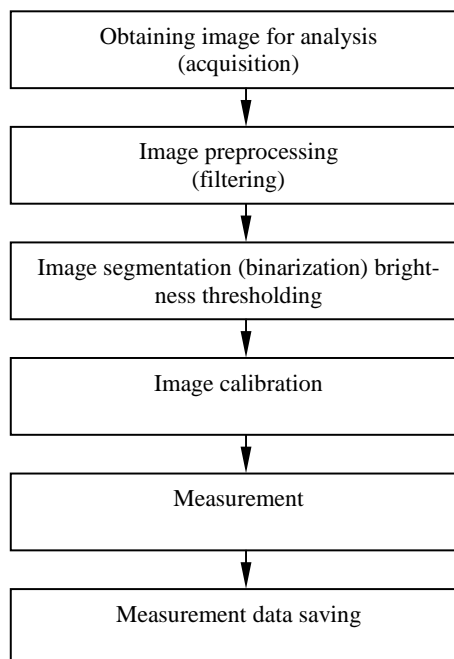 Obtaining image for analysis
(acquisition)
Image preprocessing
(filtering)
Image segmentation (binarization) bright-
ness thresholding
Image calibration
Measurement
Measurement data saving